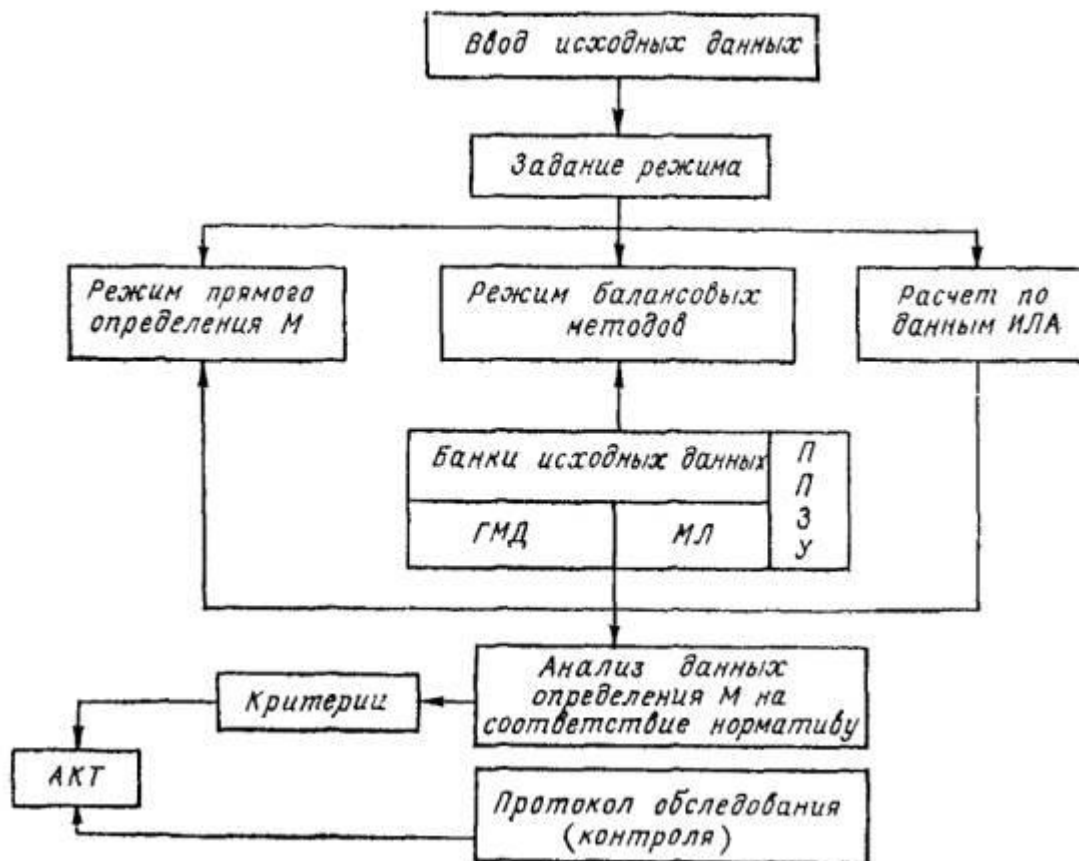 Ввод исходных данных
Задание режима
Режим прямого
определения М
Режим балансовых
методов
Расчет по
данным ИЛА
Банки исходных данных
П
П
З
У
ГМД
МЛ
Анализ данных
определения М на
соответствие нормативу
Критерии
АКТ
Протокол обследования
(контроля)